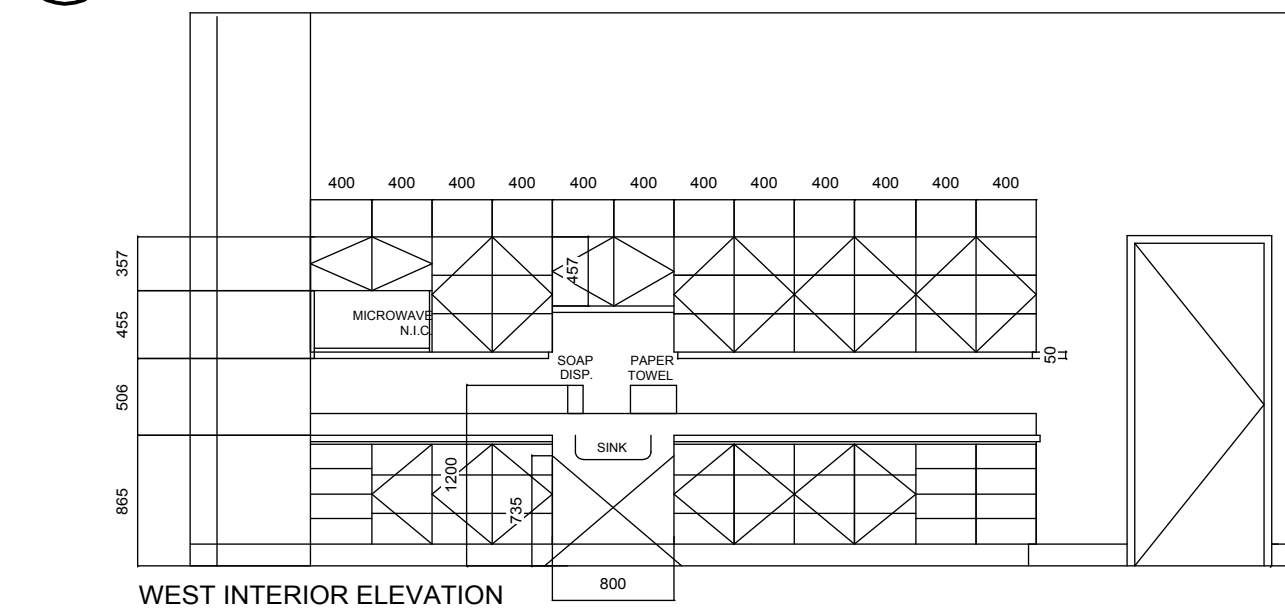 400 400 400 400 400 400 400 400 400 400 400 400
357
457
455
MICROWAVE
N.I.C.
50
SOAP
DISP.
PAPER
TOWEL
506
SINK
1200
735
865
800
WEST INTERIOR ELEVATION